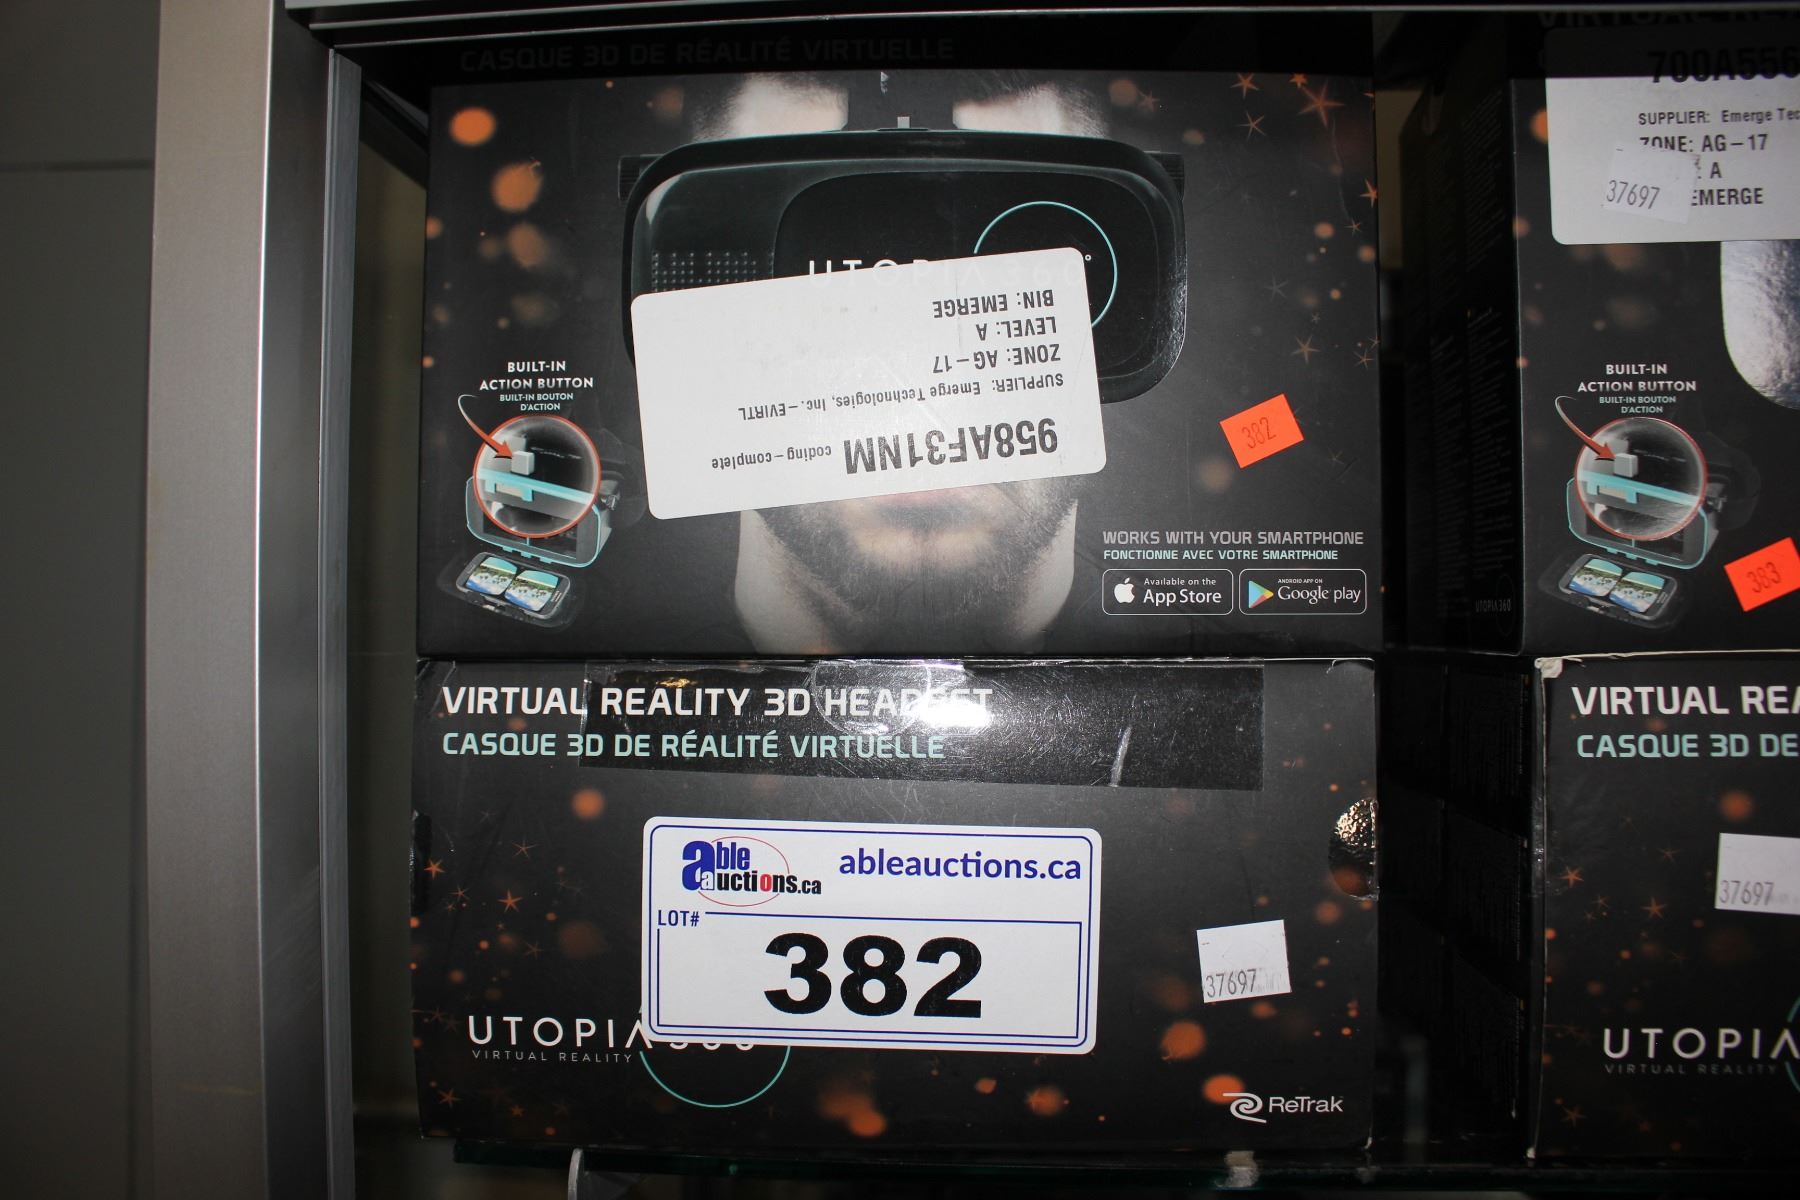 CASQUE 3D DE RÉALITÉ VIRTUELLE
UTOPIA 360°
BUILT-IN
ACTION BUTTON
BUILT-IN BOUTON
D'ACTION
958AF31NM coding-complete
SUPPLIER: Emerge Technologies, Inc.-EVIRTL
ZONE: AG-17
LEVEL: A
BIN: EMERGE
382
WORKS WITH YOUR SMARTPHONE
FONCTIONNE AVEC VOTRE SMARTPHONE
Available on the
App Store
ANDROID APP ON
Google play
VIRTUAL REALITY 3D HEADSET
CASQUE 3D DE RÉALITÉ VIRTUELLE
able auctions.ca
ableauctions.ca
LOT#
382
37697
UTOPIA 360
VIRTUAL REALITY
ReTrak
700A556
SUPPLIER: Emerge Tec
ZONE: AG-17
: A
EMERGE
37697
BUILT-IN
ACTION BUTTON
BUILT-IN BOUTON
D'ACTION
UTOPIA360
383
VIRTUAL REA
CASQUE 3D DE
37697
UTOPIA
VIRTUAL REALITY